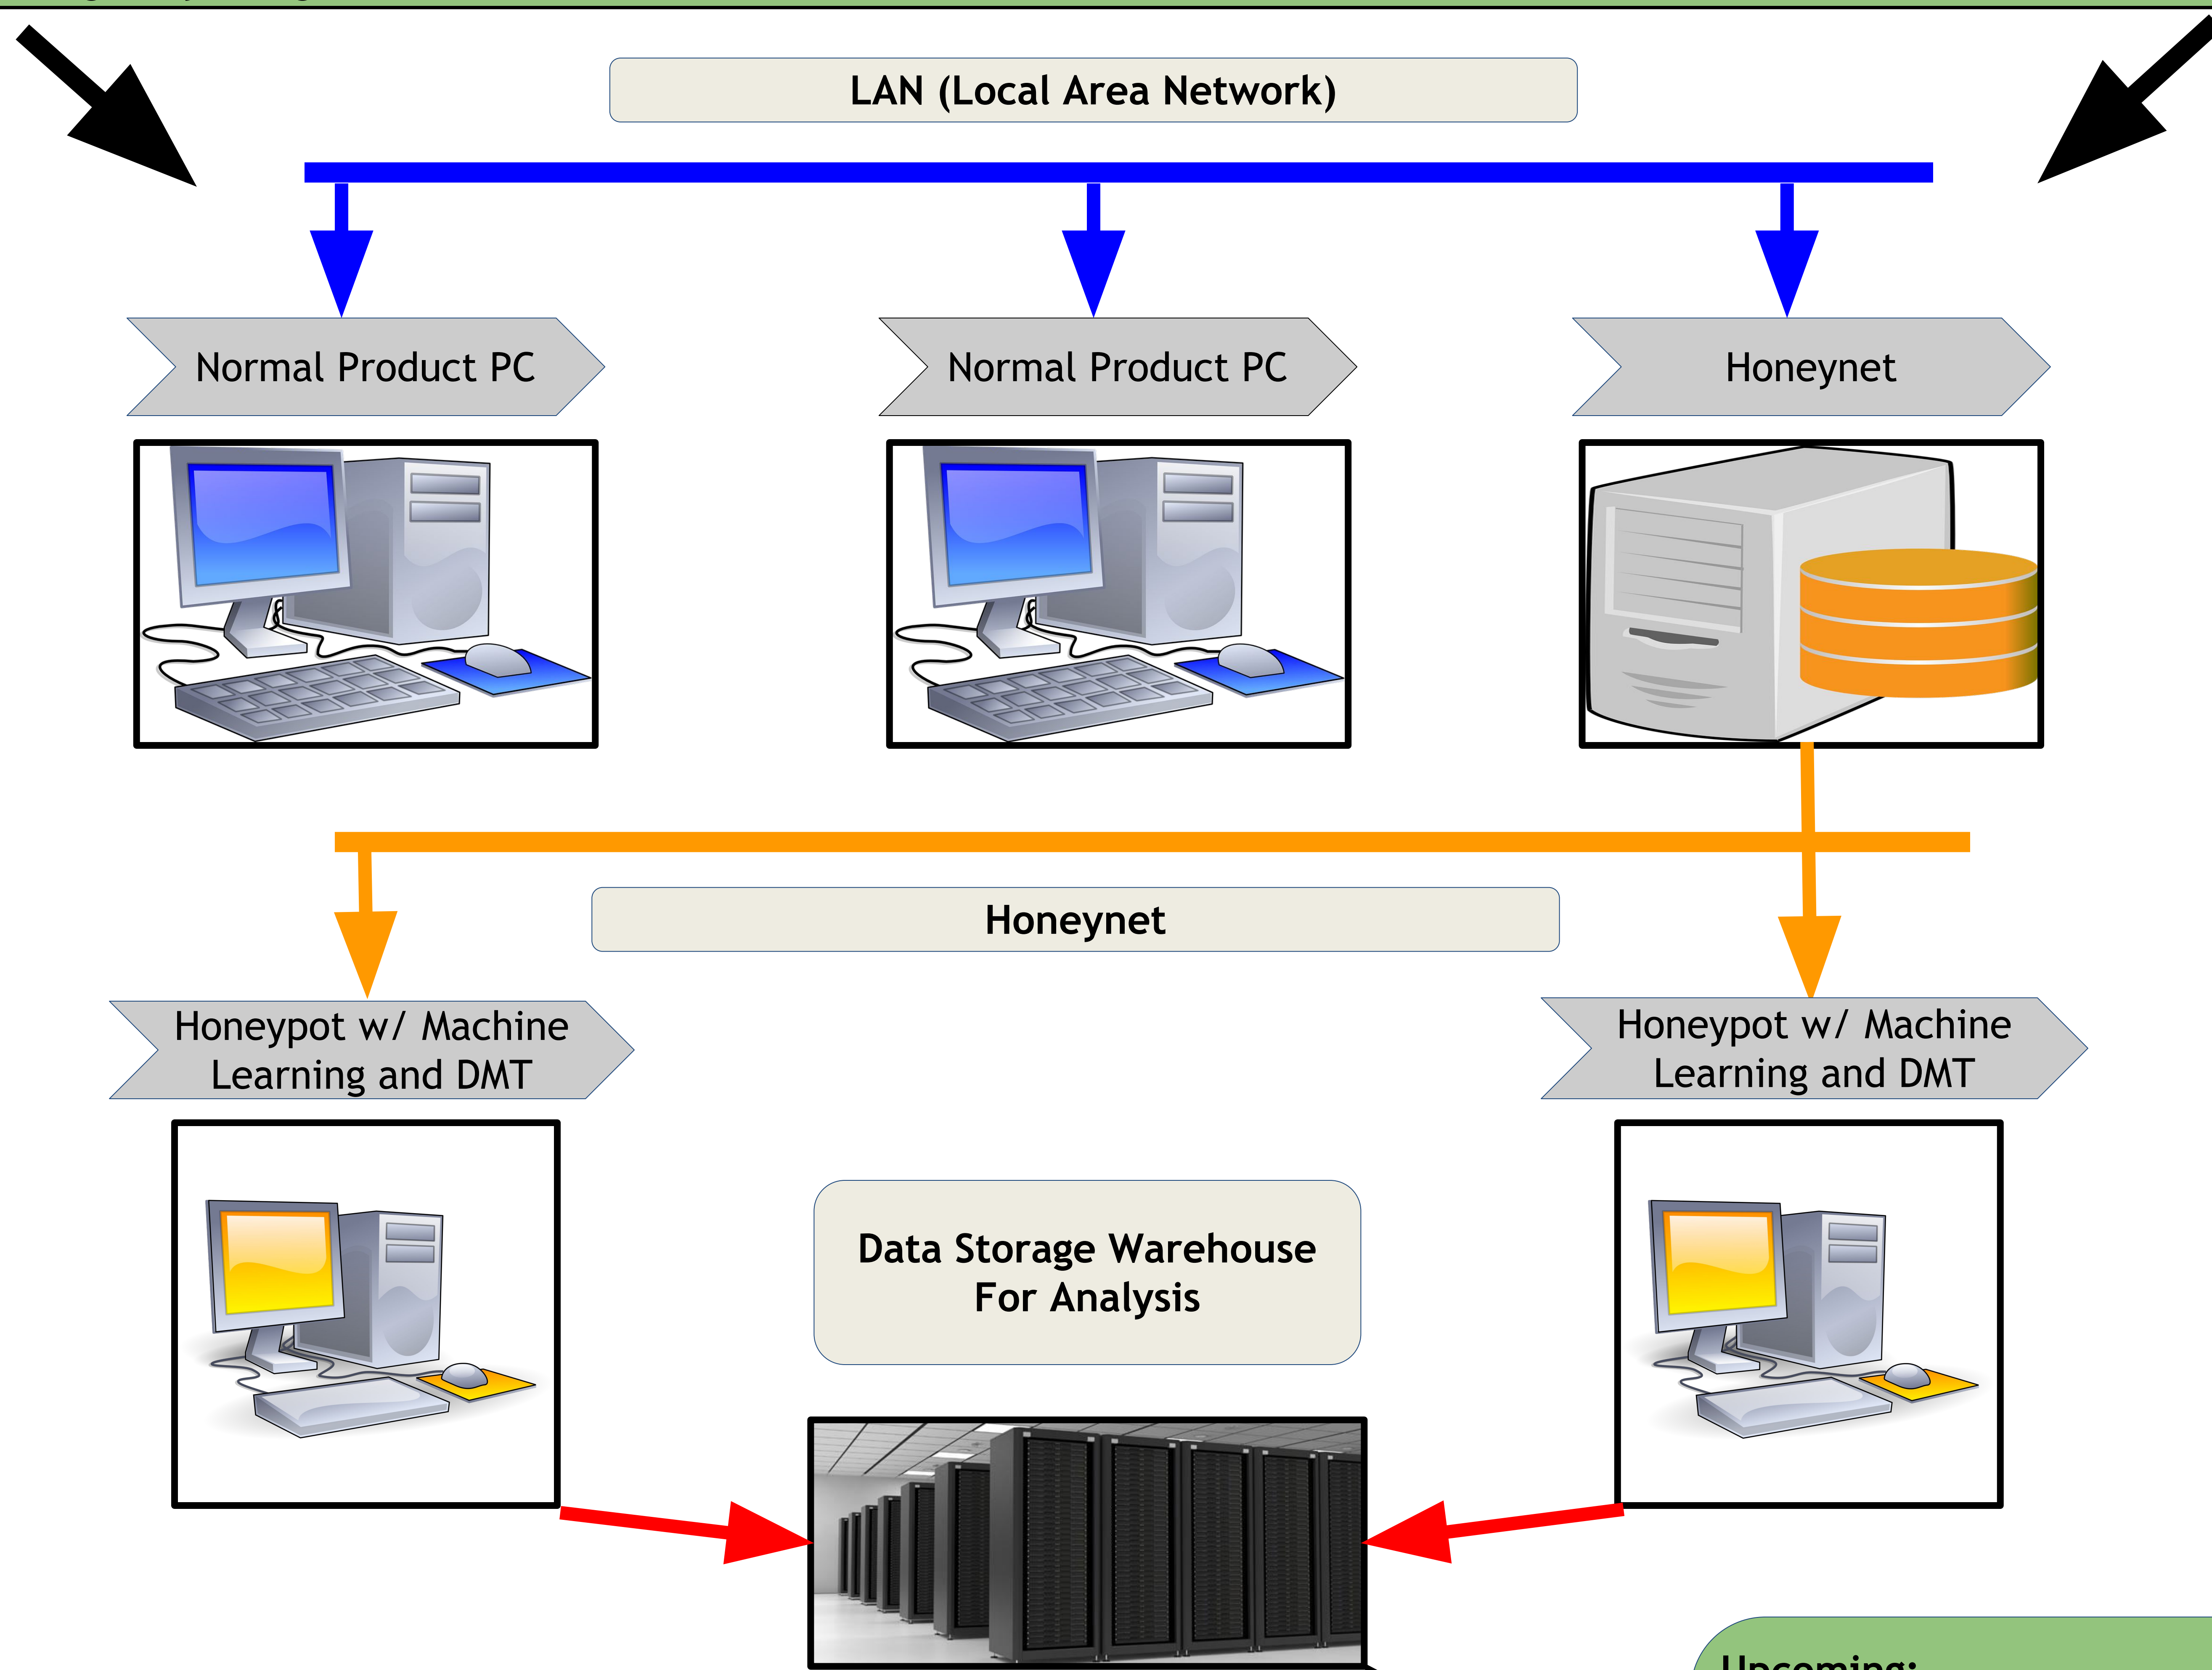 LAN (Local Area Network)
Normal Product PC
Normal Product PC
Honeynet
Honeynet
Honeypot w/ Machine
Learning and DMT
Honeypot w/ Machine
Learning and DMT
Data Storage Warehouse
For Analysis
Upcoming: